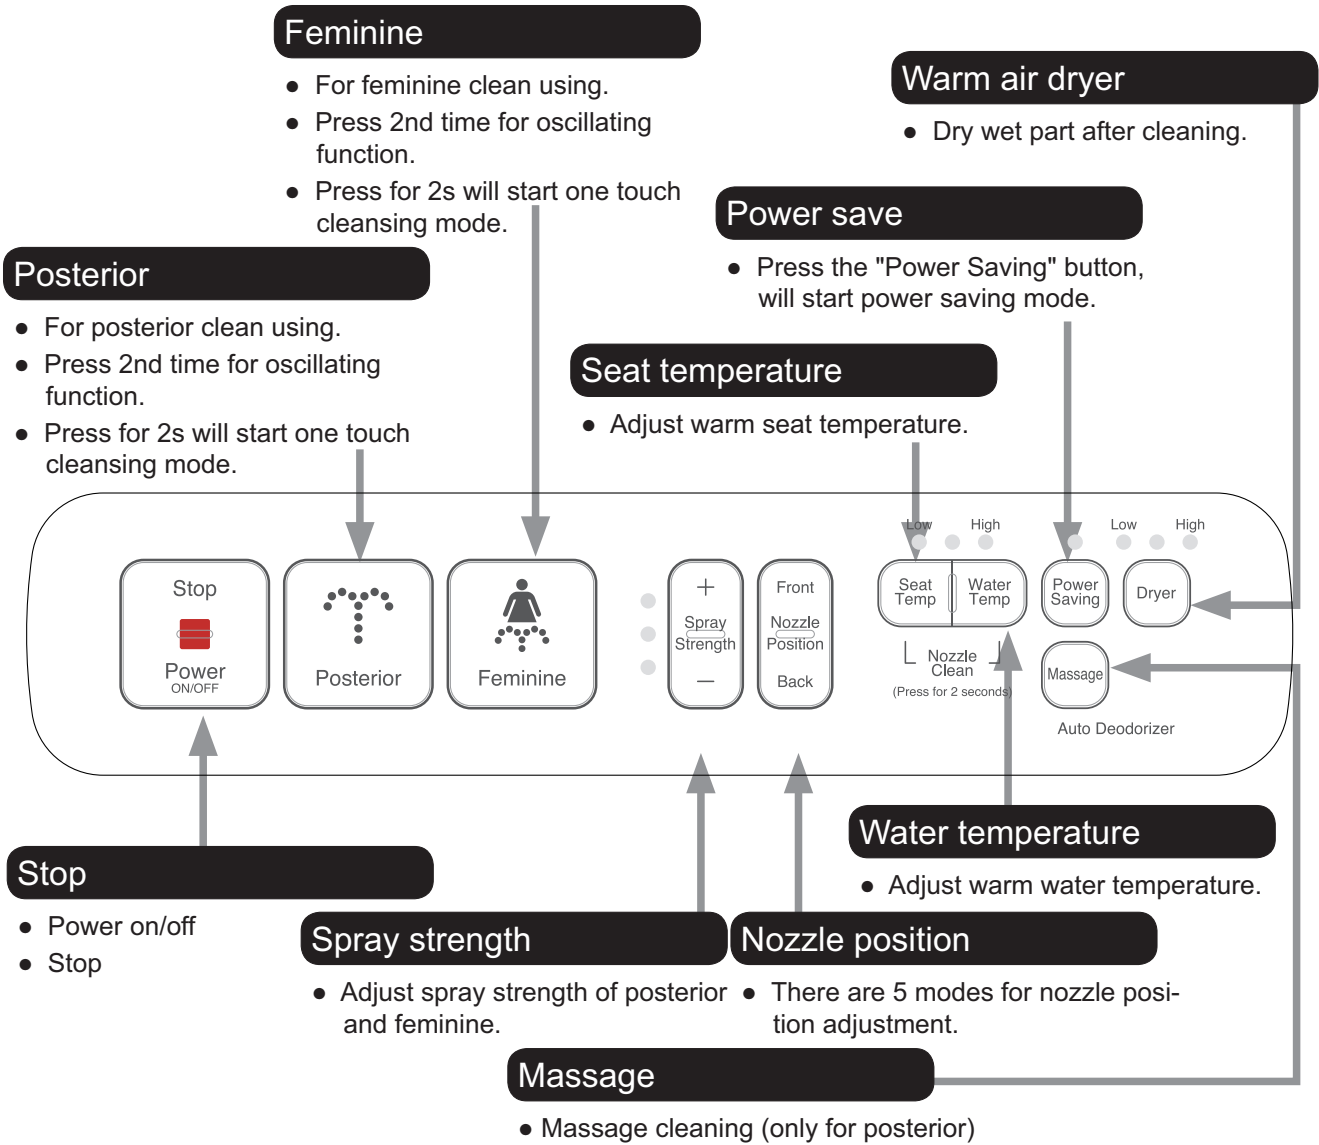 Feminine
● For feminine clean using.
● Press 2nd time for oscillating
function.
● Press for 2s will start one touch
cleansing mode.
Warm air dryer
● Dry wet part after cleaning.
Power save
● Press the "Power Saving" button,
will start power saving mode.
Posterior
● For posterior clean using.
● Press 2nd time for oscillating
function.
● Press for 2s will start one touch
cleansing mode.
Seat temperature
● Adjust warm seat temperature.
Stop
Power
ON/OFF
Posterior
Feminine
+
Spray
Strength
—
Front
Nozzle
Position
Back
Low
High
Seat
Temp
Water
Temp
Nozzle
Clean
(Press for 2 seconds)
Power
Saving
Low
High
Dryer
Massage
Auto Deodorizer
Stop
● Power on/off
● Stop
Water temperature
● Adjust warm water temperature.
Spray strength
● Adjust spray strength of posterior
and feminine.
Nozzle position
● There are 5 modes for nozzle posi-
tion adjustment.
Massage
● Massage cleaning (only for posterior)